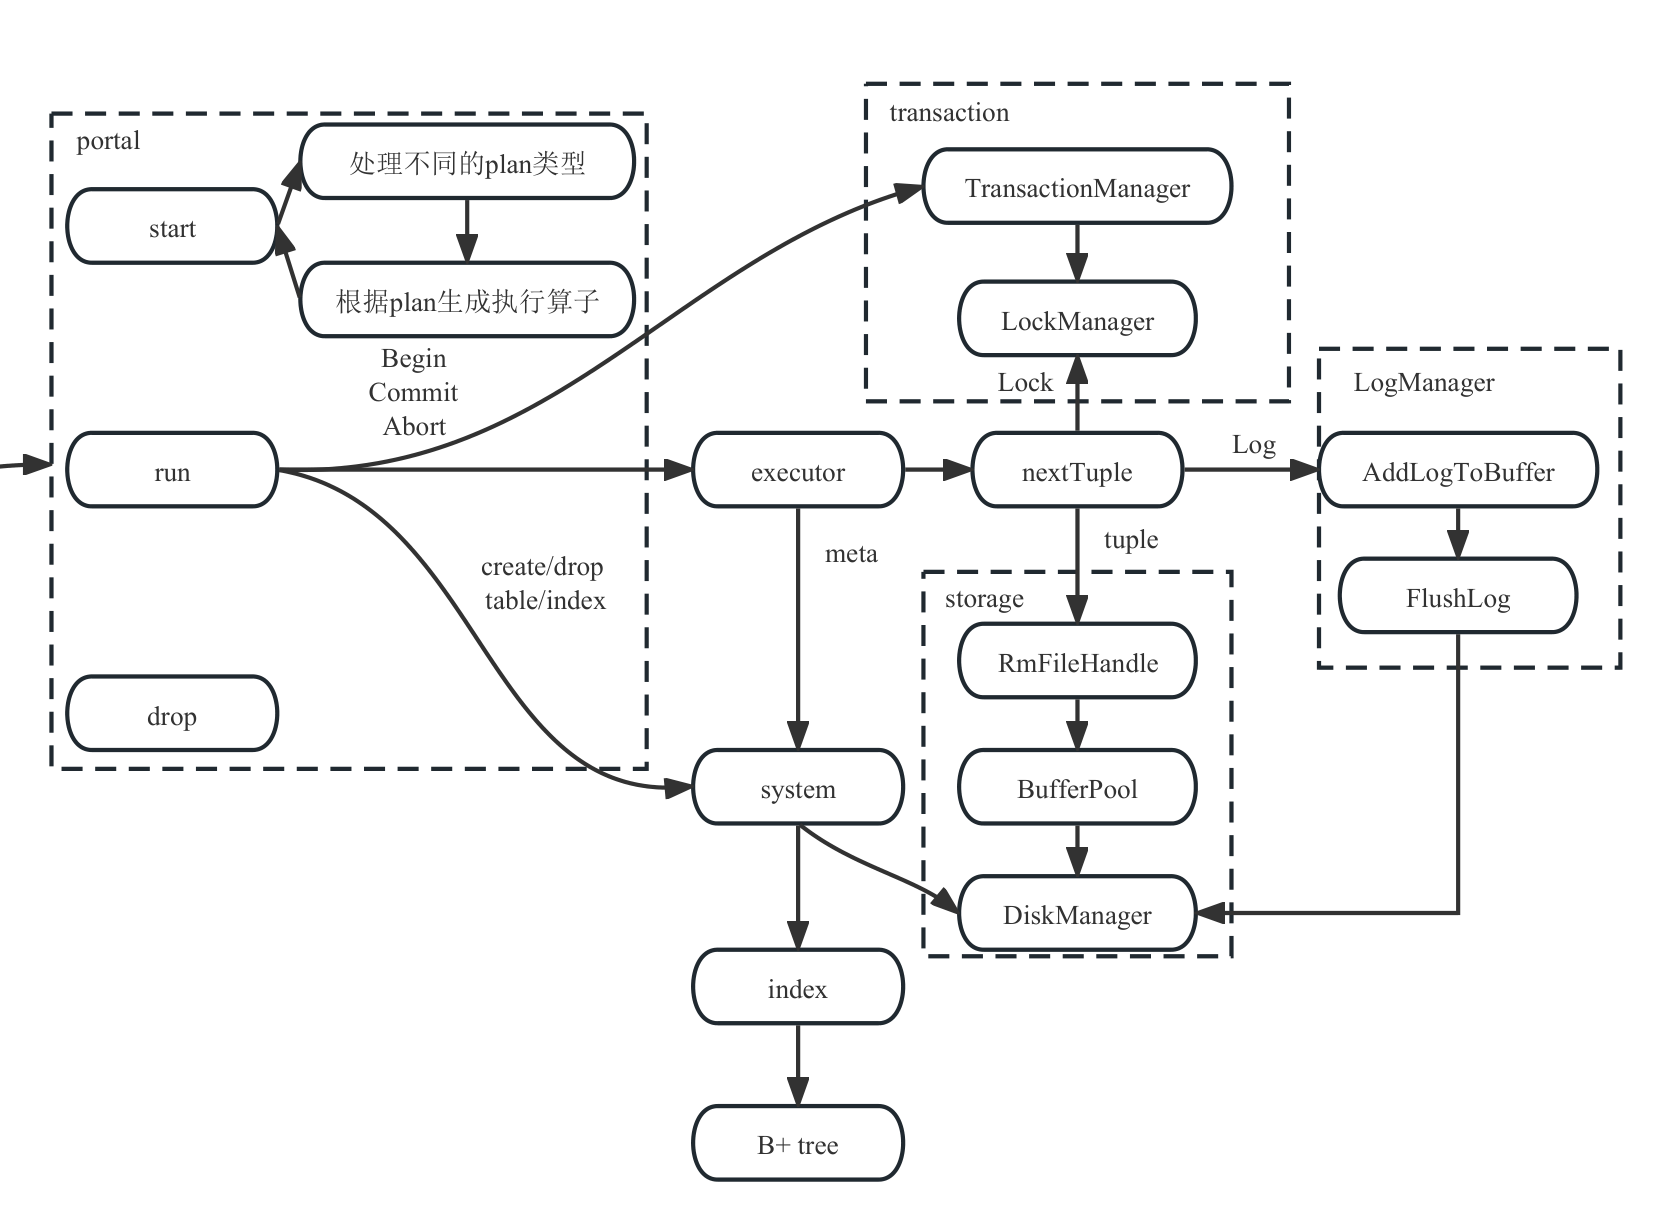 portal
处理不同的plan类型
start
根据plan生成执行算子
Begin
Commit
Abort
run
create/drop
table/index
drop
transaction
TransactionManager
LockManager
Lock
executor
nextTuple
Log
LogManager
AddLogToBuffer
FlushLog
meta
tuple
storage
RmFileHandle
BufferPool
DiskManager
system
index
B+ tree